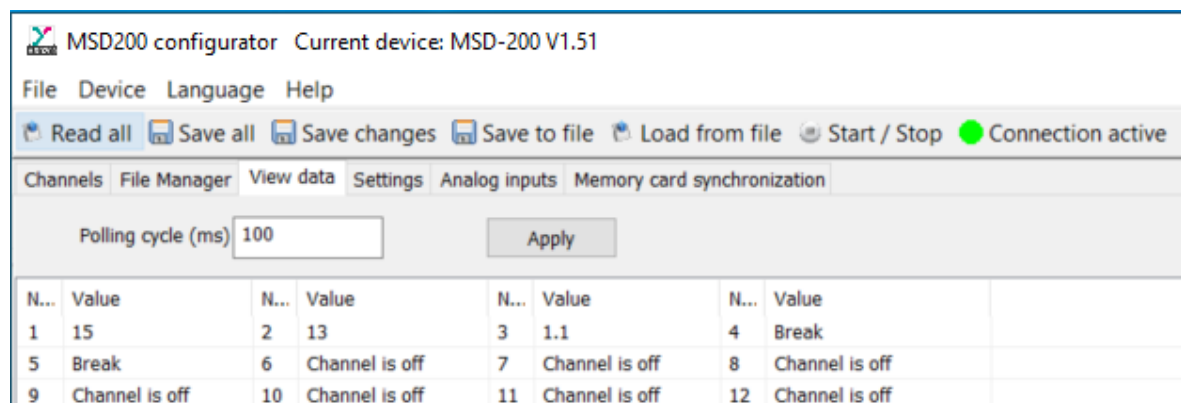 MSD200 configurator Current device: MSD-200 V1.51
File Device Language Help
Read all Save all Save changes Save to file Load from file Start / Stop Connection active
Channels File Manager View data Settings Analog inputs Memory card synchronization
Polling cycle (ms) 100 Apply
N... Value N... Value N... Value N... Value
1 15 2 13 3 1.1 4 Break
5 Break 6 Channel is off 7 Channel is off 8 Channel is off
9 Channel is off 10 Channel is off 11 Channel is off 12 Channel is off